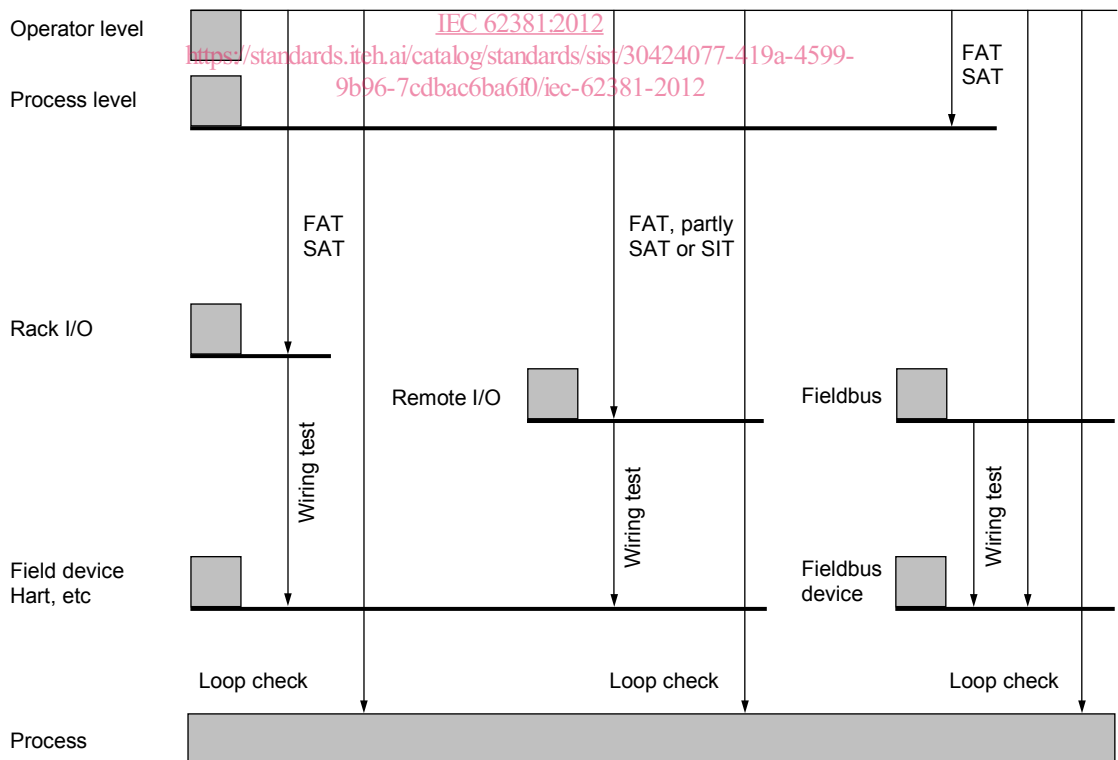 Operator level
IEC 62381:2012
https://standards.iteh.ai/catalog/standards/sist/30424077-419a-4599-
9b96-7cdbac6ba6f0/iec-62381-2012
FAT
SAT
Process level
FAT
SAT
FAT, partly
SAT or SIT
Rack I/O
Remote I/O
Fieldbus
Wiring test
Wiring test
Wiring test
Field device
Hart, etc
Fieldbus
device
Loop check
Loop check
Loop check
Process